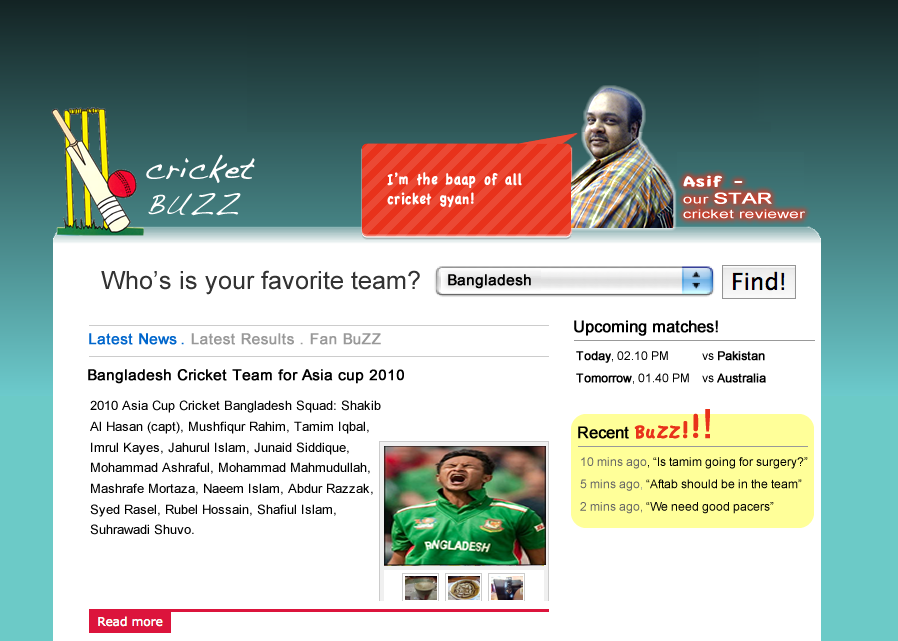 cricket
BUZZ
I'm the baap of all
cricket gyan!
Asif -
our STAR
cricket reviewer
Who's is your favorite team?
Bangladesh
Find!
Latest News . Latest Results . Fan BuZZ
Bangladesh Cricket Team for Asia cup 2010
2010 Asia Cup Cricket Bangladesh Squad: Shakib
Al Hasan (capt), Mushfiqur Rahim, Tamim Iqbal,
Imrul Kayes, Jahurul Islam, Junaid Siddique,
Mohammad Ashraful, Mohammad Mahmudullah,
Mashrafe Mortaza, Naeem Islam, Abdur Razzak,
Syed Rasel, Rubel Hossain, Shafiul Islam,
Suhrawadi Shuvo.
BANGLADESH
Read more
Upcoming matches!
Today, 02.10 PM vs Pakistan
Tomorrow, 01.40 PM vs Australia
Recent BuZZ!!!
10 mins ago, “Is tamim going for surgery?”
5 mins ago, “Aftab should be in the team”
2 mins ago, “We need good pacers”